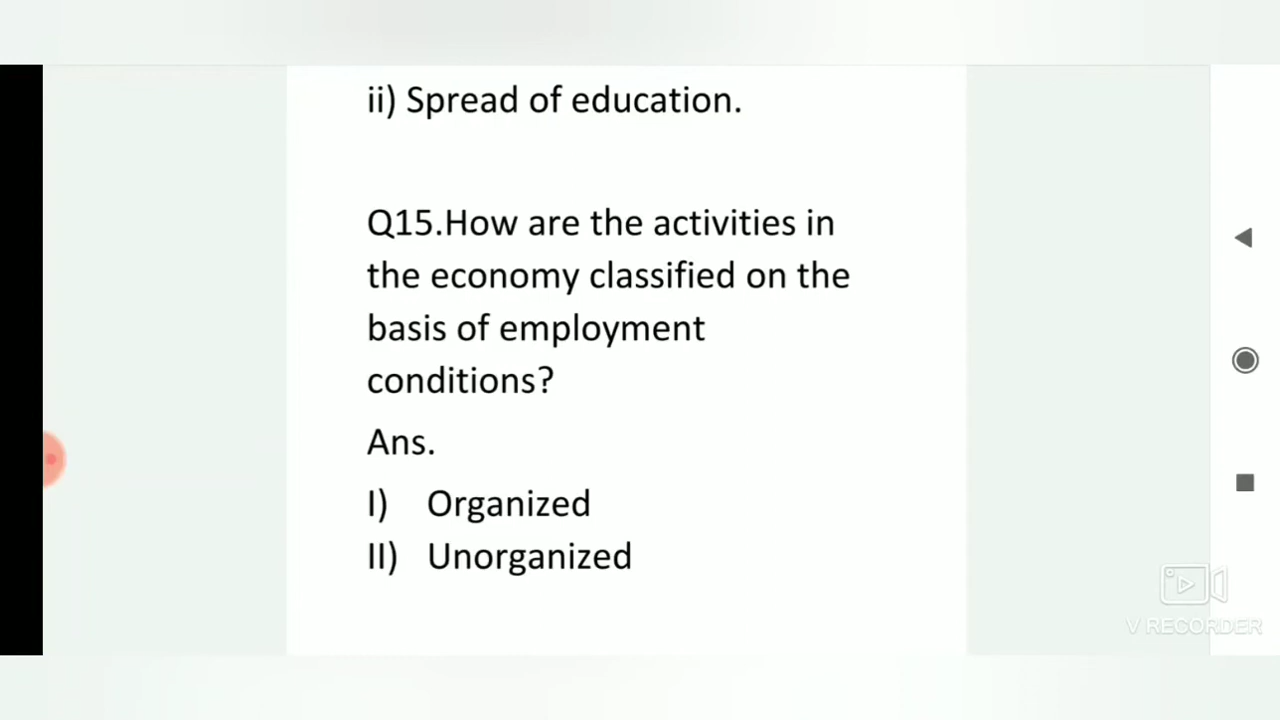 ii) Spread of education.
Q15.How are the activities in
the economy classified on the
basis of employment
conditions?
Ans.
I) Organized
II) Unorganized
V RECORDER